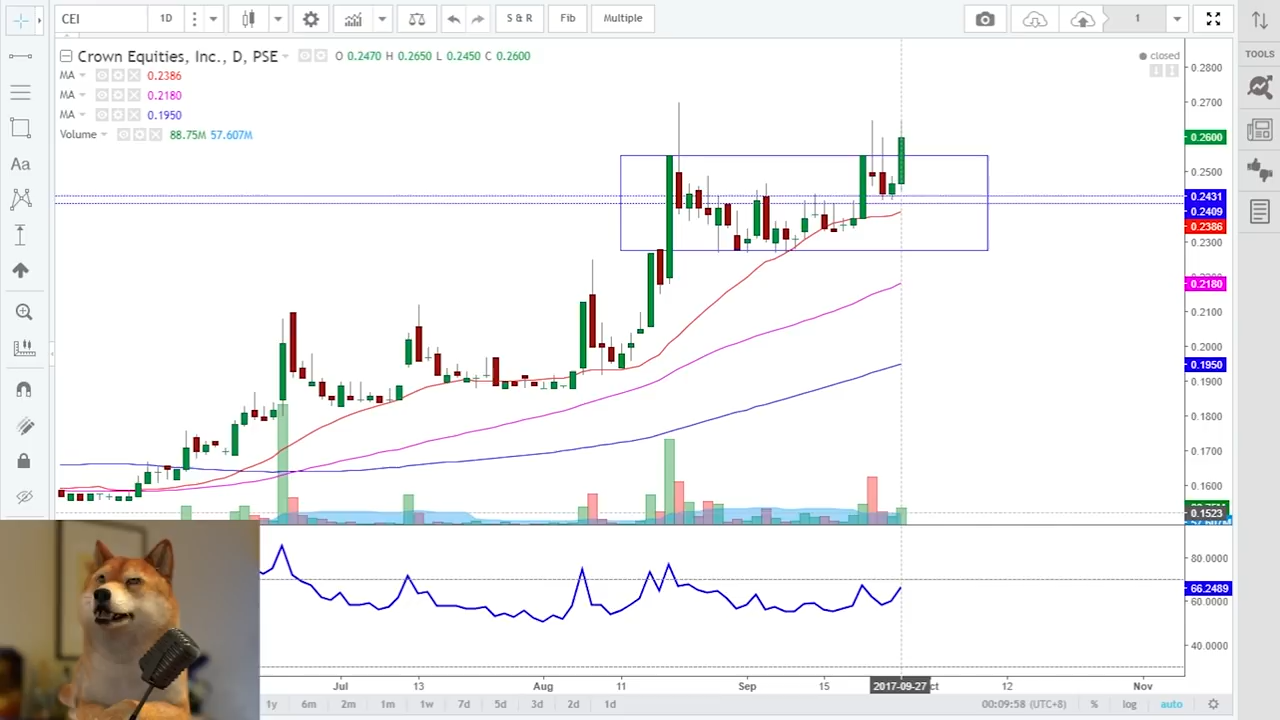 CEI 1D S & R Fib Multiple 1
Crown Equities, Inc., D, PSE O 0.2470 H 0.2650 L 0.2450 C 0.2600
closed
TOOLS
MA 0.2386
MA 0.2180
MA 0.1950
Volume 88.75M 57.607M
Aa
0.2800
0.2700
0.2600
0.2500
0.2431
0.2409
0.2386
0.2300
0.2180
0.2100
0.2000
0.1950
0.1900
0.1800
0.1700
0.1600
0.1523
80.0000
66.2489
60.0000
40.0000
Jul 13 Aug 11 Sep 15 2017-09-27 ct 12 Nov
1y 6m 2m 1m 1w 7d 5d 3d 2d 1d 00:09:58 (UTC+8) % log auto